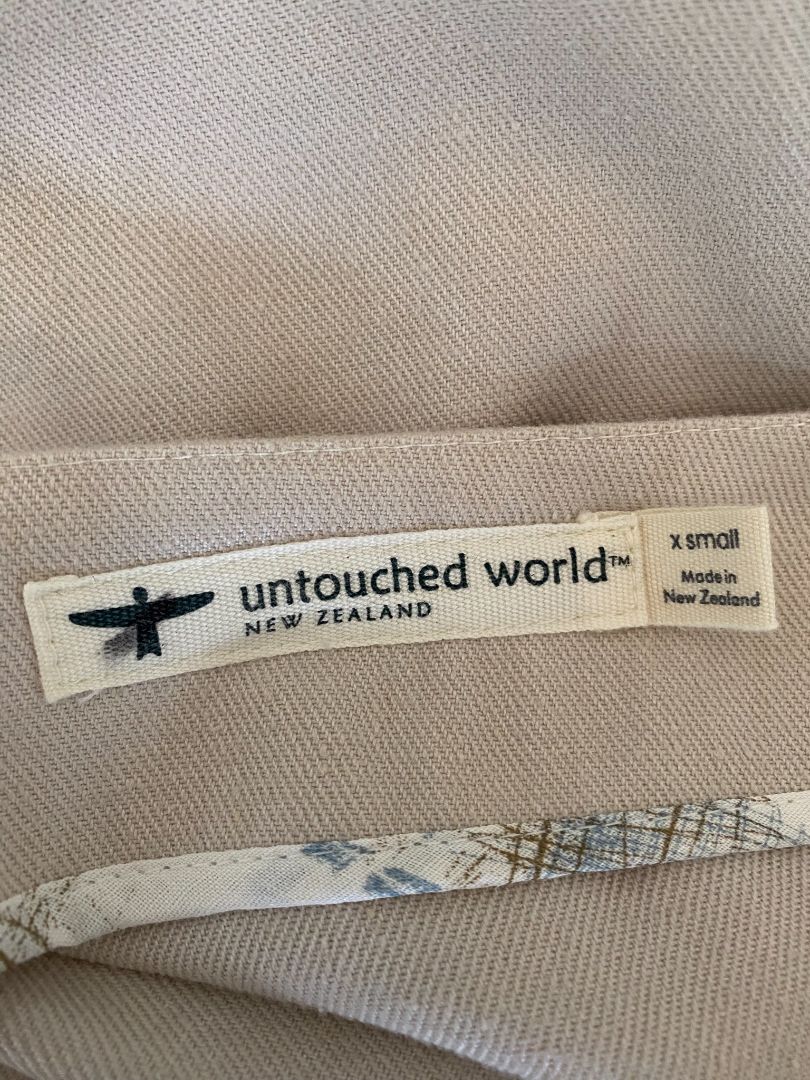 untouched world™
NEW ZEALAND
x small
Made in
New Zealand